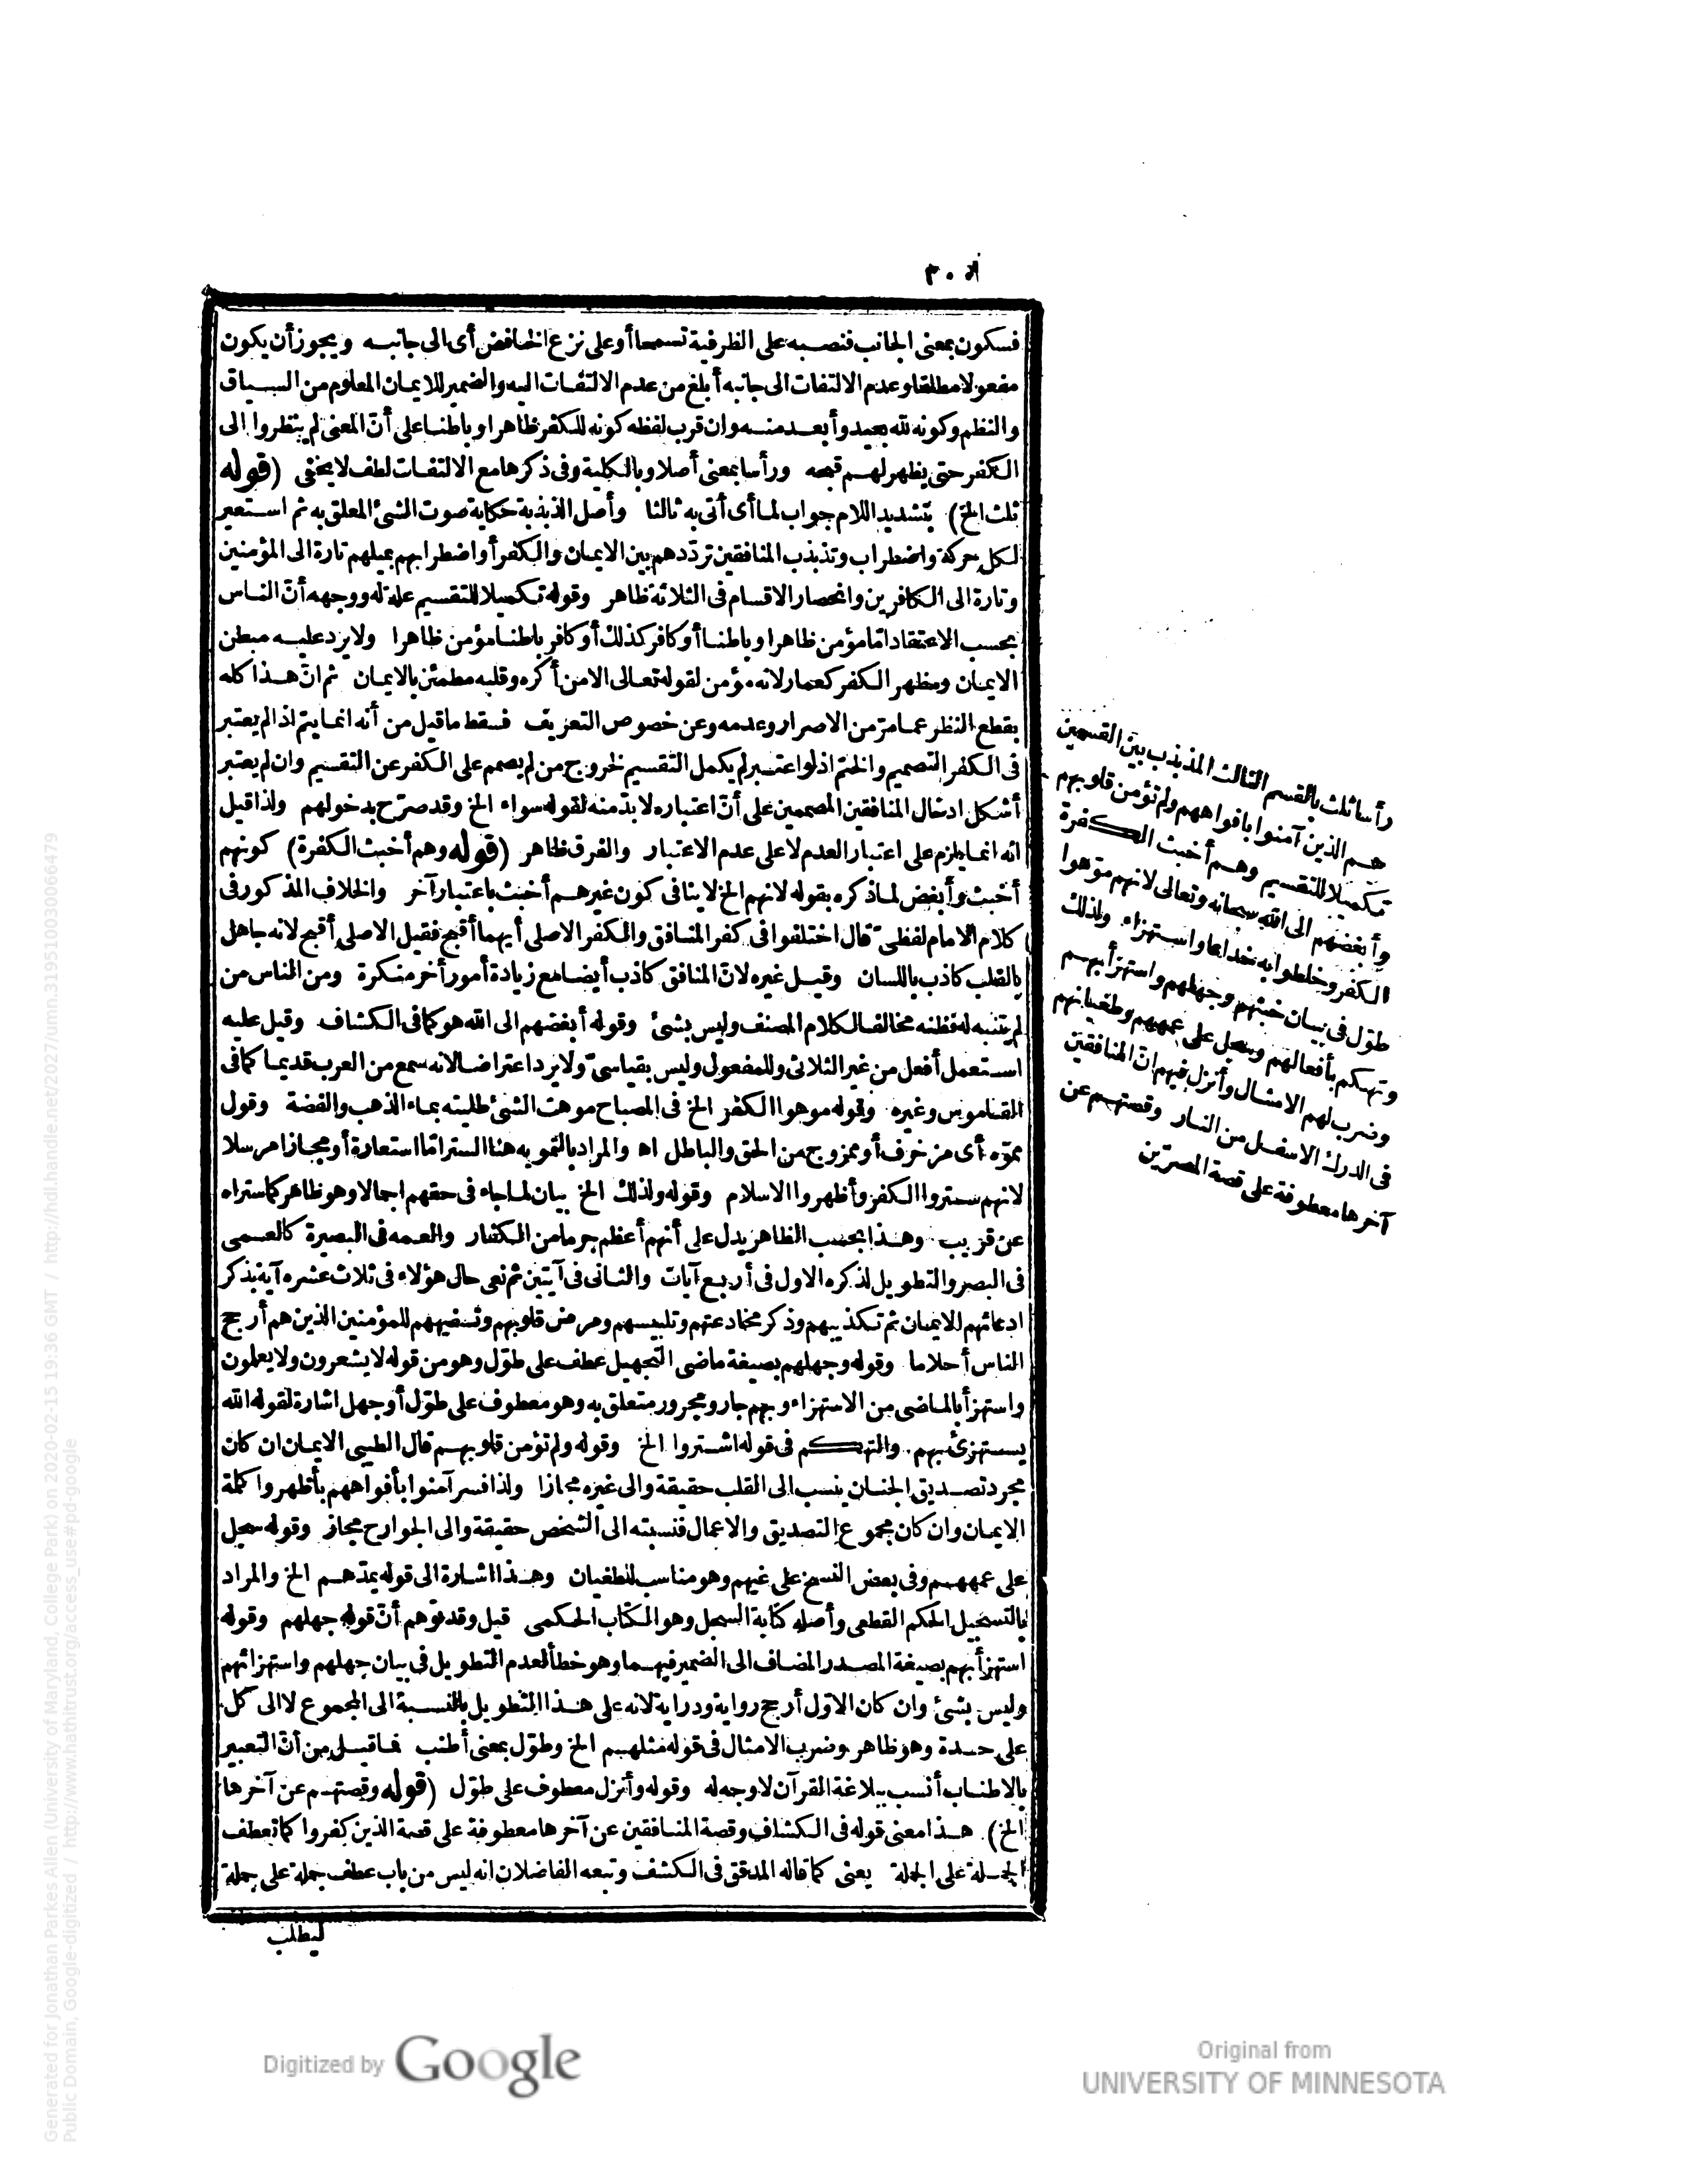 ٣٠٥
فسكون بمعنى الجانب فنصبه على الظرفية تسمعا أو على نزع الخافض أى الى جانبه ويجوز أن يكون
مفعولا مطلقا وعدم الالتفات الى جانبه أبلغ من عدم الالتفات اليه والضمير للايمان المعلوم من السياق
والنظم وكونه لله بعيد وأبعد منه وان قرب لفظه كونه للكفر ظاهرا وباطنا على أنّ المعنى لم ينظروا الى
الكفر حتى يظهر لهم قبحه ورأسا بمعنى أصلا وبالكلية وفى ذكرها مع الالتفات لطف لا يخفى (قوله
ثلث الخ) بتشديد اللام جواب لما أى أتى به ثالثا وأصل الذبذبة حكاية صوت الشئ المعلق به ثم استعير
لكل حركة واضطراب وتذبذب المنافقين تردّدهم بين الايمان والكفر أو اضطرابهم بميلهم تارة الى المؤمنين
وتارة الى الكافرين وانحصار الاقسام فى الثلاثة ظاهر وقوله تكميلا للتقسيم علة له ووجهه أنّ الناس
بحسب الاعتقاد امّا مؤمن ظاهرا وباطنا أو كافر كذلك أو كافر باطنا مؤمن ظاهرا ولا يرد عليه مبطن
الايمان ومظهر الكفر كعمار لانه مؤمن لقوله تعالى الا من أكره وقلبه مطمئن بالايمان ثم انّ هذا كله
بقطع النظر عما مرّ من الاصرار وعدمه وعن خصوص التعريف فسقط ما قيل من أنه انما يتم اذا لم يعتبر
فى الكفر التصميم والختم اذ لو اعتبر لم يكمل التقسيم لخروج من لم يصمم على الكفر عن التقسيم وان لم يعتبر
أشكل ادخال المنافقين المصممين على أنّ اعتباره لا بدّ منه لقوله سواء الخ وقد صرّح بدخولهم ولذا قيل
انه انما يلزم على اعتبار العدم لا على عدم الاعتبار والفرق ظاهر (قوله وهم أخبث الكفرة) كونهم
أخبث وأبغض لما ذكره بقوله لانهم الخ لا ينافى كون غيرهم أخبث باعتبار آخر والخلاف المذكور فى
كلام الامام لفظىّ قال اختلفوا فى كفر المنافق والكفر الاصلى أيهما أقبح فقيل الاصلى أقبح لانه جاهل
بالقلب كاذب باللسان وقيل غيره لانّ المنافق كاذب أيضا مع زيادة أمور أخر منكرة ومن الناس من
لم يتنبه له فظنه مخالفا لكلام المصنف وليس بشئ وقوله أبغضهم الى الله هو كما فى الكشاف وقيل عليه
استعمل أفعل من غير الثلاثى وللمفعول وليس بقياسىّ ولا يرد اعتراضا لانه سمع من العرب قديما كما فى
القاموس وغيره وقوله موهوا الكفر الخ فى المصباح موهت الشئ طليته بماء الذهب والفضة وقول
مموّه أى مزخرف أو ممزوج من الحق والباطل اه والمراد بالتمويه هنا الستر امّا استعارة أو مجازا مرسلا
لانهم ستروا الكفر وأظهروا الاسلام وقوله ولذلك الخ بيان لما جاء فى حقهم اجمالا وهو ظاهر كما ستراه
عن قريب وهذا بحسب الظاهر يدل على أنهم أعظم جرما من الكفار والعمه فى البصيرة كالعمى
فى البصر والتطويل لذكره الاول فى أربع آيات والثانى فى آيتين ثم نعى حال هؤلاء فى ثلاث عشره آية بذكر
ادعائهم للايمان ثم تكذيبهم وذكر مخادعتهم وتلبيسهم ومرض قلوبهم وتسفيههم للمؤمنين الذين هم أرجح
الناس أحلاما وقوله وجهلهم بصيغة ماضى التجهيل عطف على طوّل وهو من قوله لا يشعرون ولا يعلمون
واستهزأ بالماضى من الاستهزاء وبهم جار ومجرور متعلق به وهو معطوف على طوّل أو جهل اشارة لقوله الله
يستهزئ بهم والتهكم فى قوله اشتروا الخ وقوله ولم تؤمن قلوبهم قال الطيبى الايمان ان كان
مجرد تصديق الجنان ينسب الى القلب حقيقة والى غيره مجازا ولذا فسر آمنوا بأفواههم بأظهروا كلمة
الايمان وان كان مجموع التصديق والاعمال فنسبته الى الشخص حقيقة والى الجوارح مجاز وقوله سجل
على عمههم وفى بعض النسخ على غيهم وهو مناسب للطغيان وهذا اشارة الى قوله يمدّهم الخ والمراد
بالتسجيل الحكم القطعى وأصله كتابة السجل وهو الكتاب الحكمى قيل وقد توّهم أنّ قوله جهلهم وقوله
استهزأ بهم بصيغة المصدر المضاف الى الضمير فيهما وهو خطأ لعدم التطويل فى بيان جهلهم واستهزائهم
وليس بشئ وان كان الاوّل أرجح رواية ودراية لانه على هذا التطويل بالنسبة الى المجموع لا الى كل
على حدة وهو ظاهر وضرب الامثال فى قوله مثلهم الخ وطوّل بمعنى أطنب فما قيل من أنّ التعبير
بالاطناب أنسب ببلاغة القرآن لا وجه له وقوله وأنزل معطوف على طوّل (قوله وقصتهم عن آخرها
الخ) هذا معنى قوله فى الكشاف وقصة المنافقين عن آخرها معطوفة على قصة الذين كفروا كما تعطف
الجملة على الجملة يعنى كما قاله المدقق فى الكشف وتبعه الفاضلان انه ليس من باب عطف جملة على جملة
ليطلب
رأسا ثلث بالقسم الثالث المذبذب بين القسمين
هم الذين آمنوا بافواههم ولم تؤمن قلوبهم
تكميلا للتقسيم وهم أخبث الكفرة
وأبغضهم الى الله سبحانه وتعالى لانهم موّهوا
الكفر وخلطوا به خداعا واستهزاء ولذلك
طوّل فى بيان خبثهم وجهلهم واستهزأ بهم
وتهكم بأفعالهم وسجل على عمههم وطغيانهم
وضرب لهم الامثال وأنزل فيهم انّ المنافقين
فى الدرك الاسفل من النار وقصتهم عن
آخرها معطوفة على قصة المصرّين
Generated for Jonathan Parkes Allen (University of Maryland, College Park) on 2020-02-15 19:36 GMT / http://hdl.handle.net/2027/umn.319510030066479
Public Domain, Google-digitized / http://www.hathitrust.org/access_use#pd-google
Digitized by Google
Original from
UNIVERSITY OF MINNESOTA